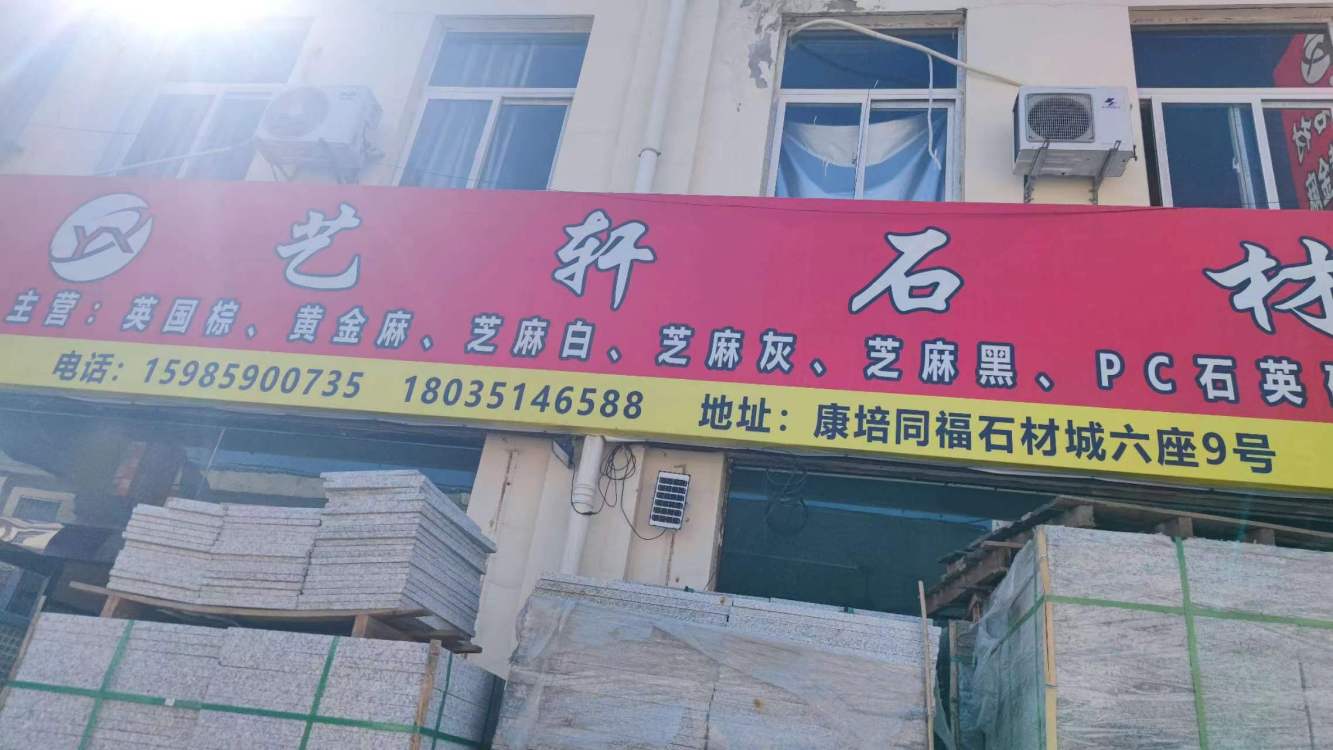 艺轩石材
主营：英国棕、黄金麻、芝麻白、芝麻灰、芝麻黑、PC石英
电话：15985900735 18035146588 地址：康培同福石材城六座9号